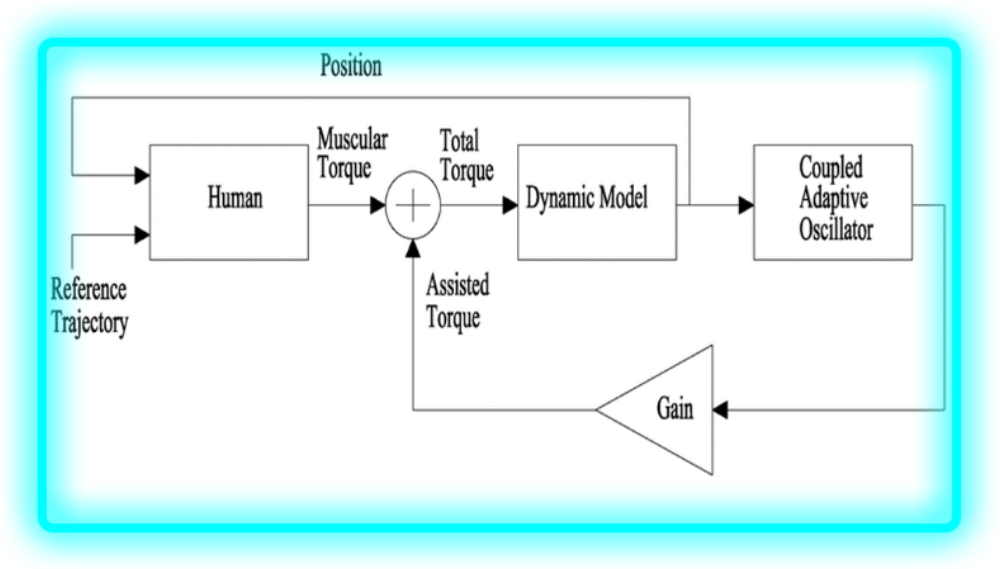 Position
Muscular
Torque
Total
Torque
Human
Dynamic Model
Coupled
Adaptive
Oscillator
Reference
Trajectory
Assisted
Torque
Gain